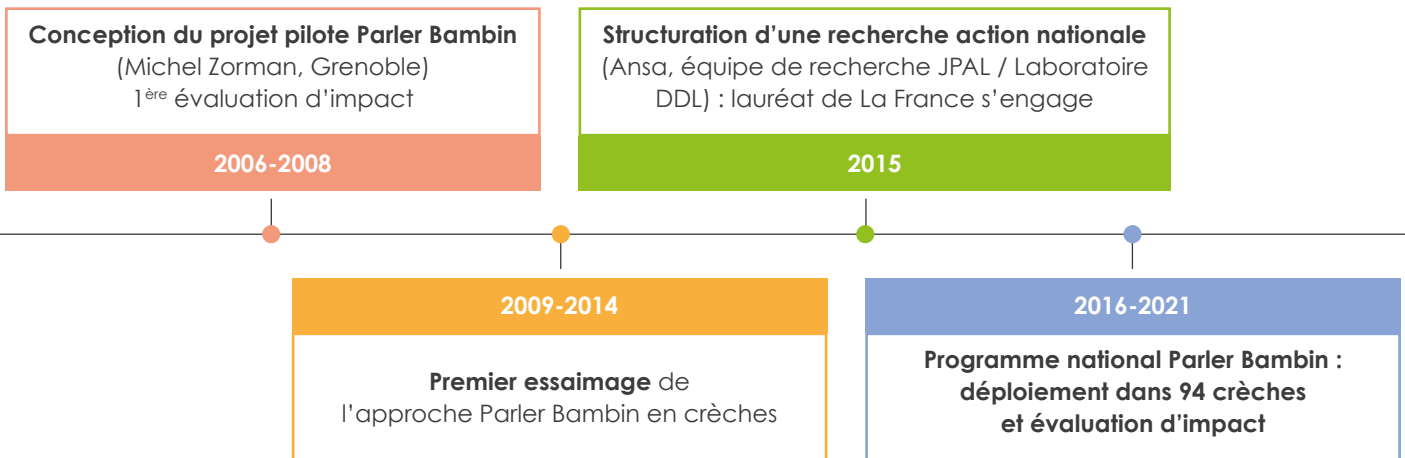 Conception du projet pilote Parler Bambin
(Michel Zorman, Grenoble)
1ère évaluation d’impact
2006-2008
Structuration d’une recherche action nationale
(Ansa, équipe de recherche JPAL / Laboratoire
DDL) : lauréat de La France s’engage
2015
2009-2014
Premier essaimage de
l’approche Parler Bambin en crèches
2016-2021
Programme national Parler Bambin :
déploiement dans 94 crèches
et évaluation d’impact